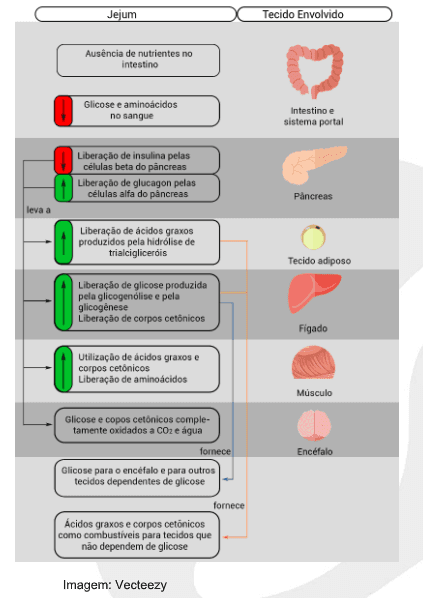 Jejum
Tecido Envolvido
Ausência de nutrientes no
intestino
Glicose e aminoácidos
no sangue
Intestino e
sistema portal
Liberação de insulina pelas
células beta do pâncreas
Liberação de glucagon pelas
células alfa do pâncreas
Pâncreas
leva a
Liberação de ácidos graxos
produzidos pela hidrólise de
trialcigliceróis
Tecido adiposo
Liberação de glicose produzida
pela glicogenólise e pela
glicogênese
Liberação de corpos cetônicos
Fígado
Utilização de ácidos graxos e
corpos cetônicos
Liberação de aminoácidos
Músculo
Glicose e copos cetônicos comple-
tamente oxidados a CO₂ e água
Encéfalo
fornece
Glicose para o encéfalo e para outros
tecidos dependentes de glicose
fornece
Ácidos graxos e corpos cetônicos
como combustíveis para tecidos que
não dependem de glicose
Imagem: Vecteezy